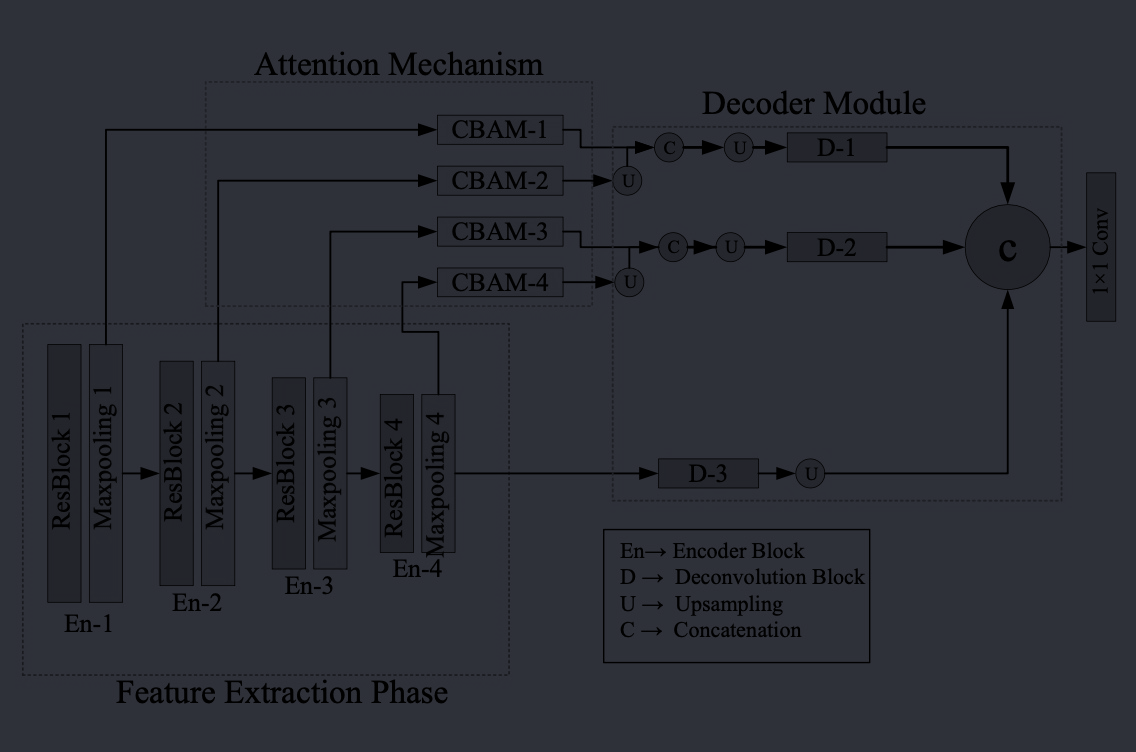 Attention Mechanism
Decoder Module
CBAM-1
CBAM-2
CBAM-3
CBAM-4
C
U
D-1
U
C
U
D-2
U
C
1×1 Conv
D-3
U
ResBlock 1
Maxpooling 1
En-1
ResBlock 2
Maxpooling 2
En-2
ResBlock 3
Maxpooling 3
En-3
ResBlock 4
Maxpooling 4
En-4
Feature Extraction Phase
En→ Encoder Block
D → Deconvolution Block
U → Upsampling
C → Concatenation